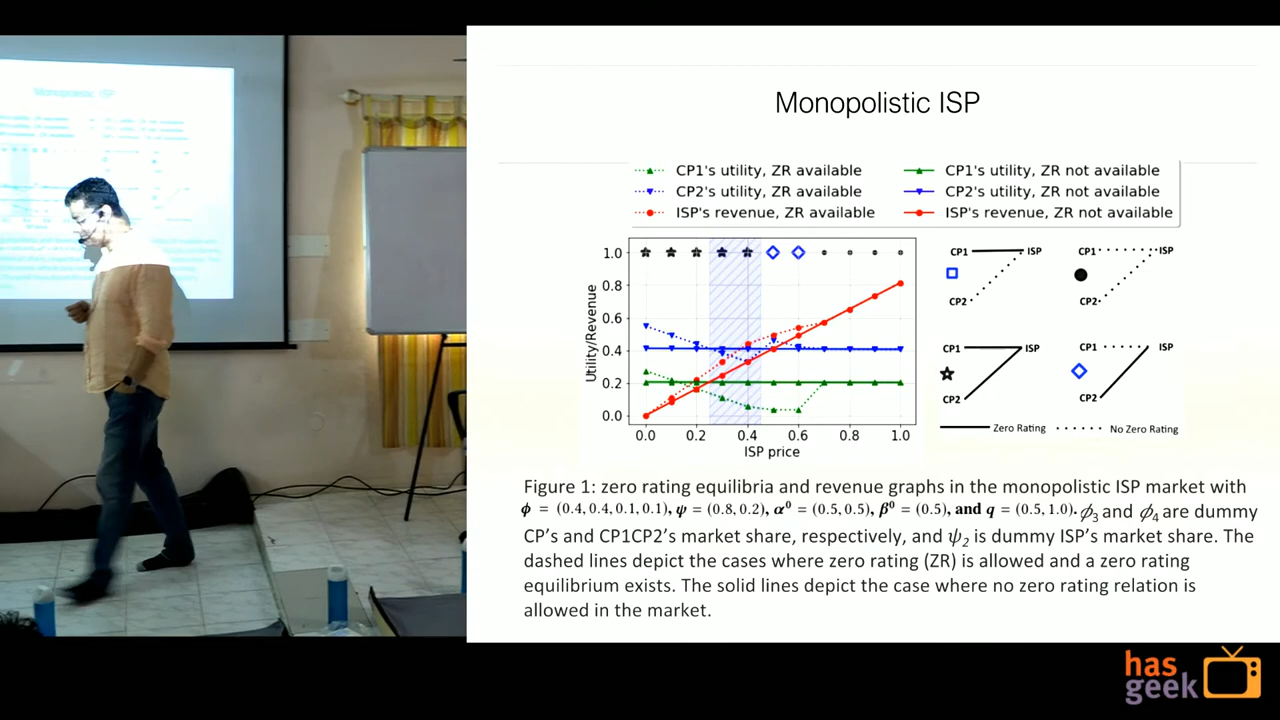 Monopolistic ISP
Monopolistic ISP
CP1's utility, ZR available
CP1's utility, ZR not available
CP2's utility, ZR available
CP2's utility, ZR not available
ISP's revenue, ZR available
ISP's revenue, ZR not available
Utility/Revenue
1.0
0.8
0.6
0.4
0.2
0.0
0.0 0.2 0.4 0.6 0.8 1.0
ISP price
CP1 ISP
CP2
CP1 ISP
CP2
CP1 ISP
CP2
CP1 ISP
CP2
Zero Rating
No Zero Rating
Figure 1: zero rating equilibria and revenue graphs in the monopolistic ISP market with
ϕ = (0.4, 0.4, 0.1, 0.1), ψ = (0.8, 0.2), α⁰ = (0.5, 0.5), β⁰ = (0.5), and q = (0.5, 1.0). ϕ₃ and ϕ₄ are dummy
CP's and CP1CP2's market share, respectively, and ψ₂ is dummy ISP's market share. The
dashed lines depict the cases where zero rating (ZR) is allowed and a zero rating
equilibrium exists. The solid lines depict the case where no zero rating relation is
allowed in the market.
has
geek